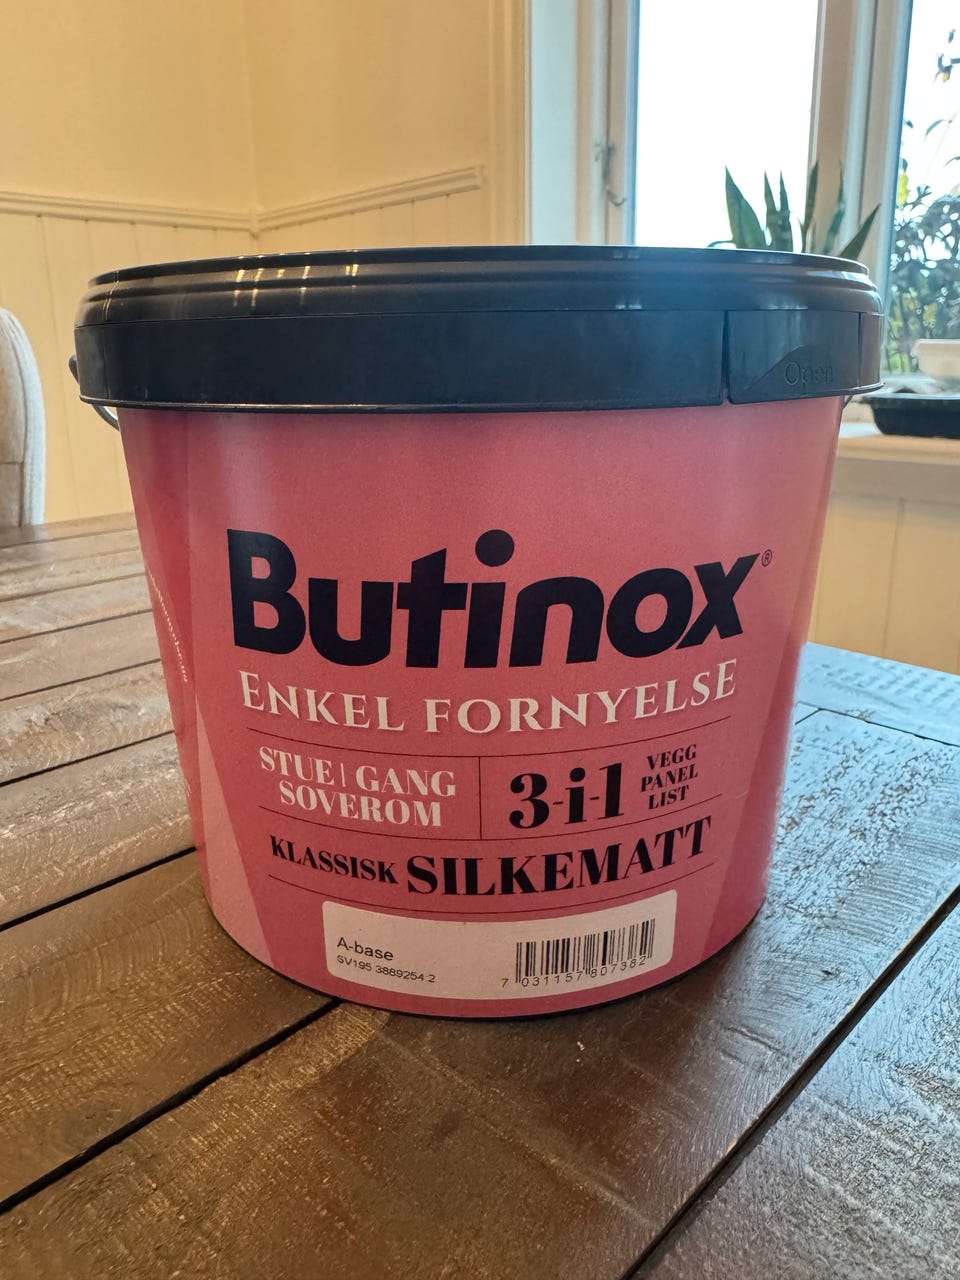 Open
Butinox®
ENKEL FORNYELSE
STUE | GANG
SOVEROM
3-i-1
VEGG
PANEL
LIST
KLASSISK SILKEMATT
A-base
SV195 3889254 2
7 031157 807382